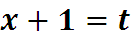 x + 1 = t